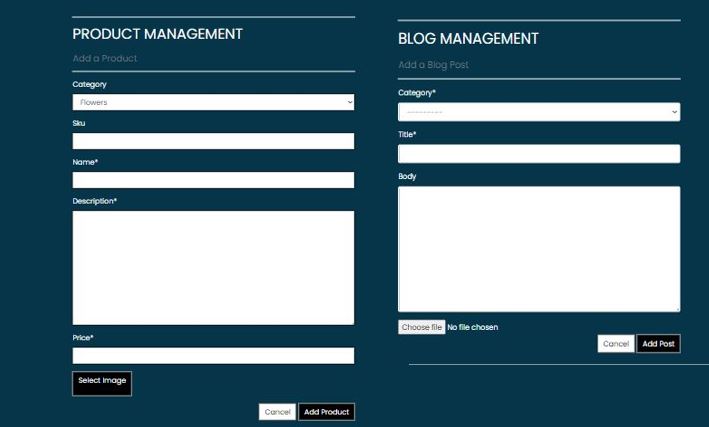 PRODUCT MANAGEMENT
Add a Product
Category
Flowers
Sku
Name*
Description*
Price*
Select Image
Cancel
Add Product
BLOG MANAGEMENT
Add a Blog Post
Category*
---------
Title*
Body
Choose file No file chosen
Cancel
Add Post